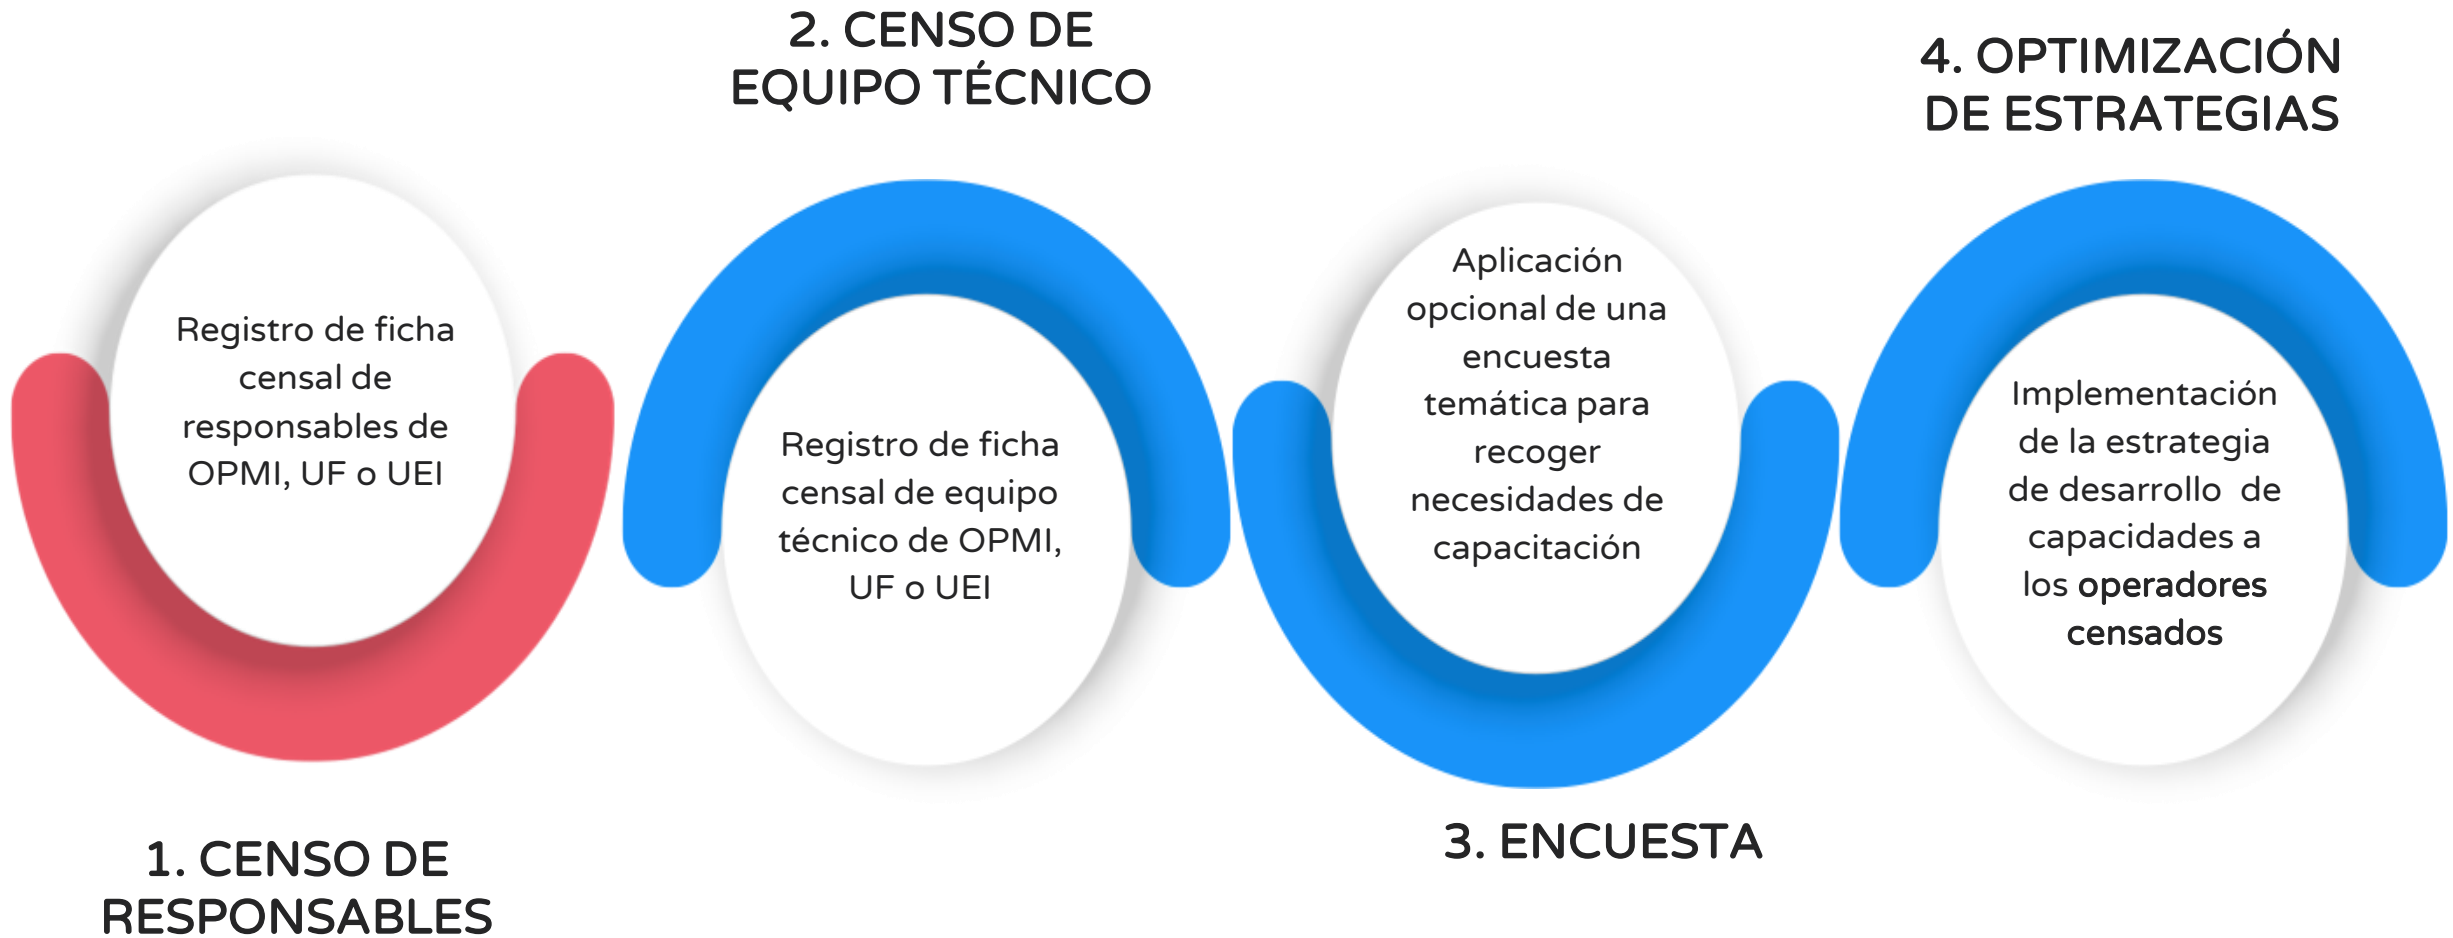 Registro de ficha
censal de
responsables de
OPMI, UF o UEI
1. CENSO DE
RESPONSABLES
2. CENSO DE
EQUIPO TÉCNICO
Registro de ficha
censal de equipo
técnico de OPMI,
UF o UEI
Aplicación
opcional de una
encuesta
temática para
recoger
necesidades de
capacitación
3. ENCUESTA
4. OPTIMIZACIÓN
DE ESTRATEGIAS
Implementación
de la estrategia
de desarrollo  de
capacidades a
los operadores
censados